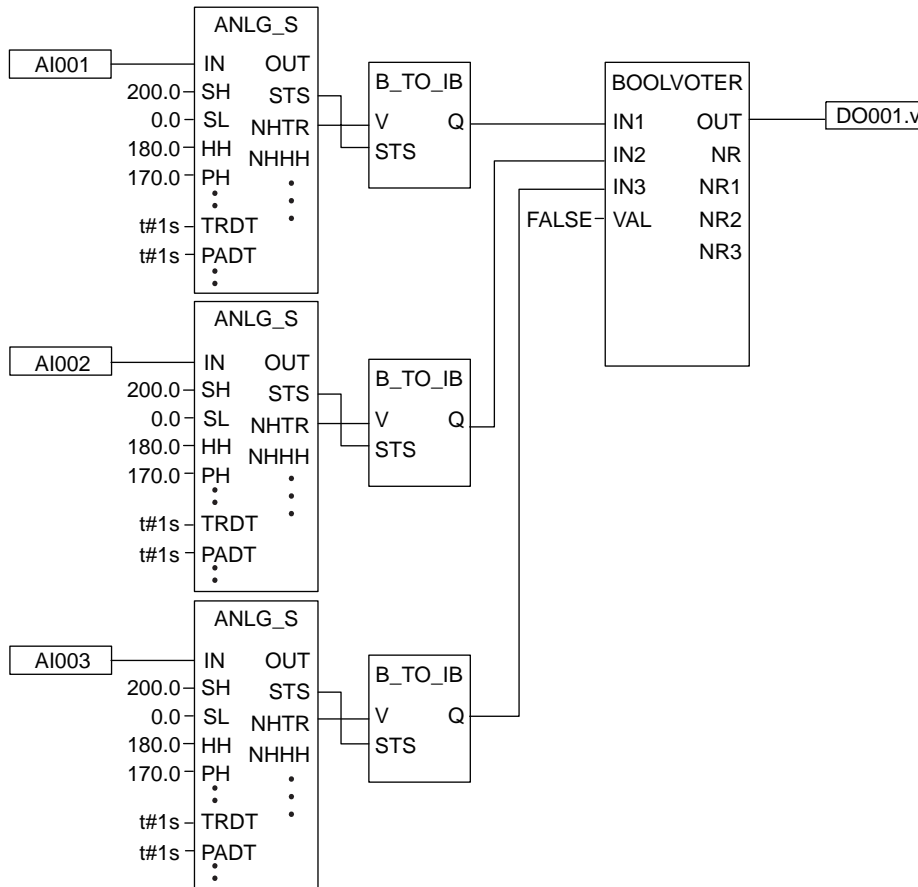 ANLG_S
AI001
IN OUT
200.0 SH STS
0.0 SL NHTR
180.0 HH NHHH
170.0 PH
t#1s TRDT
t#1s PADT
B_TO_IB
V Q
STS
BOOLVOTER
IN1 OUT
IN2 NR
IN3 NR1
FALSE VAL NR2
NR3
DO001.v
ANLG_S
AI002
IN OUT
200.0 SH STS
0.0 SL NHTR
180.0 HH NHHH
170.0 PH
t#1s TRDT
t#1s PADT
B_TO_IB
V Q
STS
ANLG_S
AI003
IN OUT
200.0 SH STS
0.0 SL NHTR
180.0 HH NHHH
170.0 PH
t#1s TRDT
t#1s PADT
B_TO_IB
V Q
STS